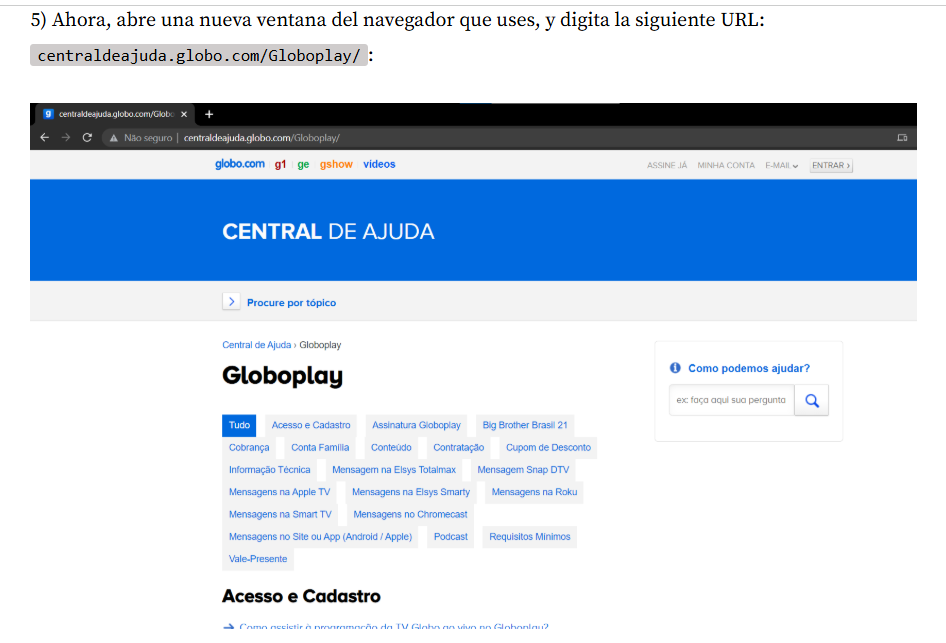 5) Ahora, abre una nueva ventana del navegador que uses, y digita la siguiente URL:
centraldeajuda.globo.com/Globoplay/ :
centraldeajuda.globo.com/Globo
Não seguro | centraldeajuda.globo.com/Globoplay/
globo.com g1 ge gshow vídeos ASSINE JÁ MINHA CONTA E-MAIL ENTRAR ›
CENTRAL DE AJUDA
Procure por tópico
Central de Ajuda › Globoplay
Globoplay
Como podemos ajudar?
ex: faça aqui sua pergunta
Tudo Acesso e Cadastro Assinatura Globoplay Big Brother Brasil 21
Cobrança Conta Família Conteúdo Contratação Cupom de Desconto
Informação Técnica Mensagem na Elsys Totalmax Mensagem Snap DTV
Mensagens na Apple TV Mensagens na Elsys Smarty Mensagens na Roku
Mensagens na Smart TV Mensagens no Chromecast
Mensagens no Site ou App (Android / Apple) Podcast Requisitos Mínimos
Vale-Presente
Acesso e Cadastro
Como assistir à programação da TV Globo ao vivo no Globoplay?